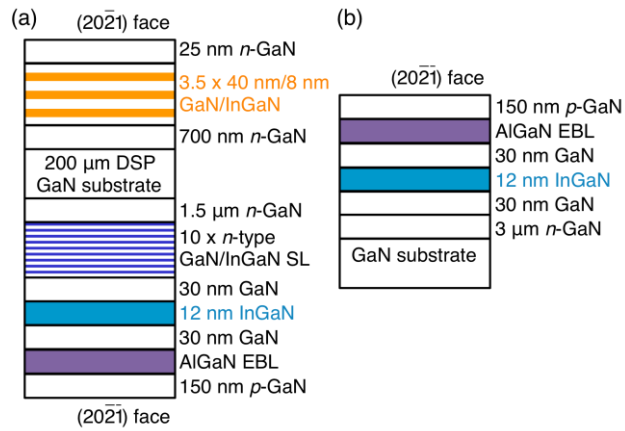 (a)
(202̄1) face
25 nm n-GaN
3.5 x 40 nm/8 nm
GaN/InGaN
700 nm n-GaN
200 μm DSP
GaN substrate
1.5 μm n-GaN
10 x n-type
GaN/InGaN SL
30 nm GaN
12 nm InGaN
30 nm GaN
AlGaN EBL
150 nm p-GaN
(202̄1̄) face
(b)
(202̄1̄) face
150 nm p-GaN
AlGaN EBL
30 nm GaN
12 nm InGaN
30 nm GaN
3 μm n-GaN
GaN substrate